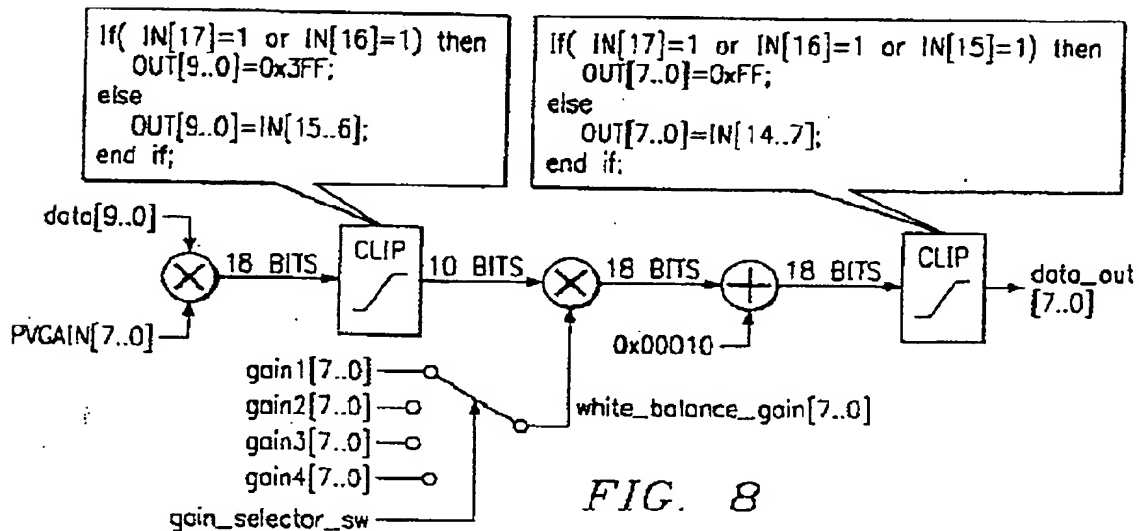 If( IN[17]=1 or IN[16]=1) then
OUT[9..0]=0x3FF;
else
OUT[9..0]=IN[15..6];
end if;
If( IN[17]=1 or IN[16]=1 or IN[15]=1) then
OUT[7..0]=0xFF;
else
OUT[7..0]=IN[14..7];
end if;
data[9..0]
18 BITS
CLIP
10 BITS
18 BITS
18 BITS
CLIP
data_out
[7..0]
PVGAIN[7..0]
0x00010
gain1[7..0]
gain2[7..0]
gain3[7..0]
gain4[7..0]
white_balance_gain[7..0]
gain_selector_sw
FIG. 8